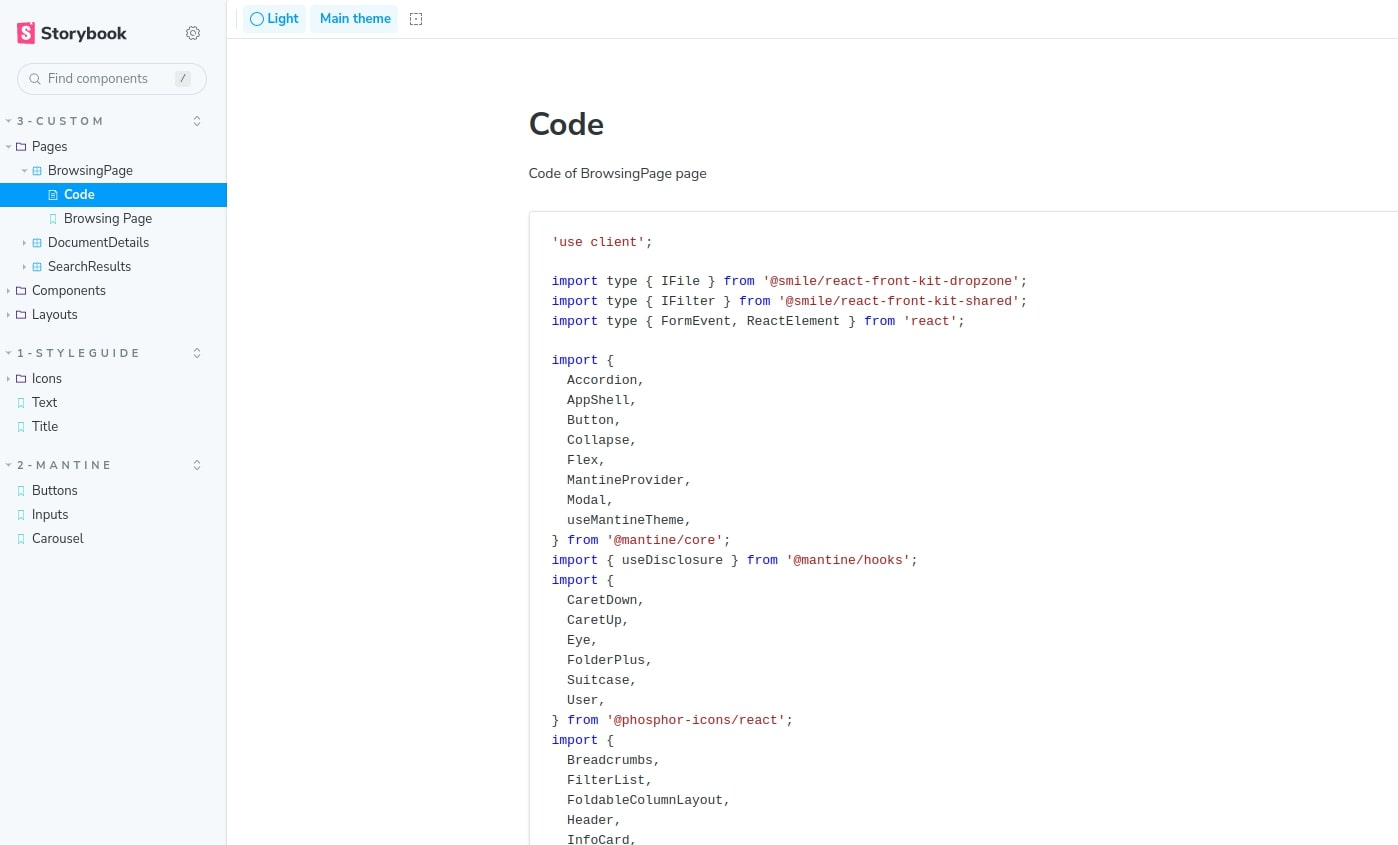 Storybook
Find components /
3-CUSTOM
Pages
BrowsingPage
Code
Browsing Page
DocumentDetails
SearchResults
Components
Layouts
1-STYLEGUIDE
Icons
Text
Title
2-MANTINE
Buttons
Inputs
Carousel
Light Main theme
Code
Code of BrowsingPage page
'use client';
import type { IFile } from '@smile/react-front-kit-dropzone';
import type { IFilter } from '@smile/react-front-kit-shared';
import type { FormEvent, ReactElement } from 'react';
import {
  Accordion,
  AppShell,
  Button,
  Collapse,
  Flex,
  MantineProvider,
  Modal,
  useMantineTheme,
} from '@mantine/core';
import { useDisclosure } from '@mantine/hooks';
import {
  CaretDown,
  CaretUp,
  Eye,
  FolderPlus,
  Suitcase,
  User,
} from '@phosphor-icons/react';
import {
  Breadcrumbs,
  FilterList,
  FoldableColumnLayout,
  Header,
  InfoCard,